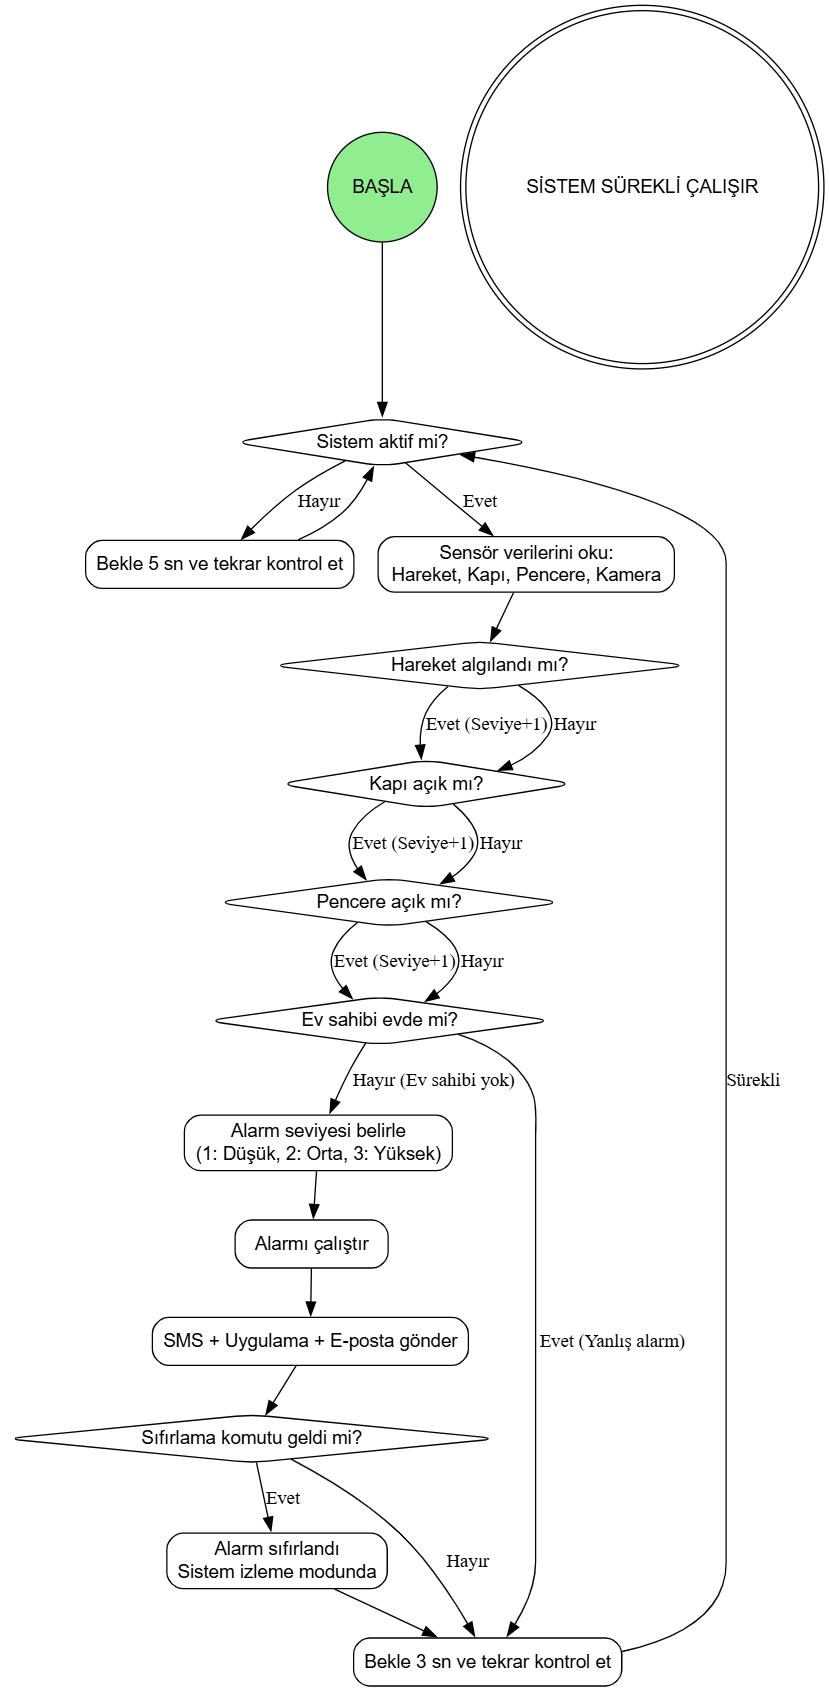 BAŞLA
SİSTEM SÜREKLİ ÇALIŞIR
Sistem aktif mi?
Hayır
Evet
Bekle 5 sn ve tekrar kontrol et
Sensör verilerini oku:
Hareket, Kapı, Pencere, Kamera
Hareket algılandı mı?
Evet (Seviye+1)
Hayır
Kapı açık mı?
Evet (Seviye+1)
Hayır
Pencere açık mı?
Evet (Seviye+1)
Hayır
Ev sahibi evde mi?
Hayır (Ev sahibi yok)
Sürekli
Alarm seviyesi belirle
(1: Düşük, 2: Orta, 3: Yüksek)
Alarmı çalıştır
SMS + Uygulama + E-posta gönder
Evet (Yanlış alarm)
Sıfırlama komutu geldi mi?
Evet
Alarm sıfırlandı
Sistem izleme modunda
Hayır
Bekle 3 sn ve tekrar kontrol et